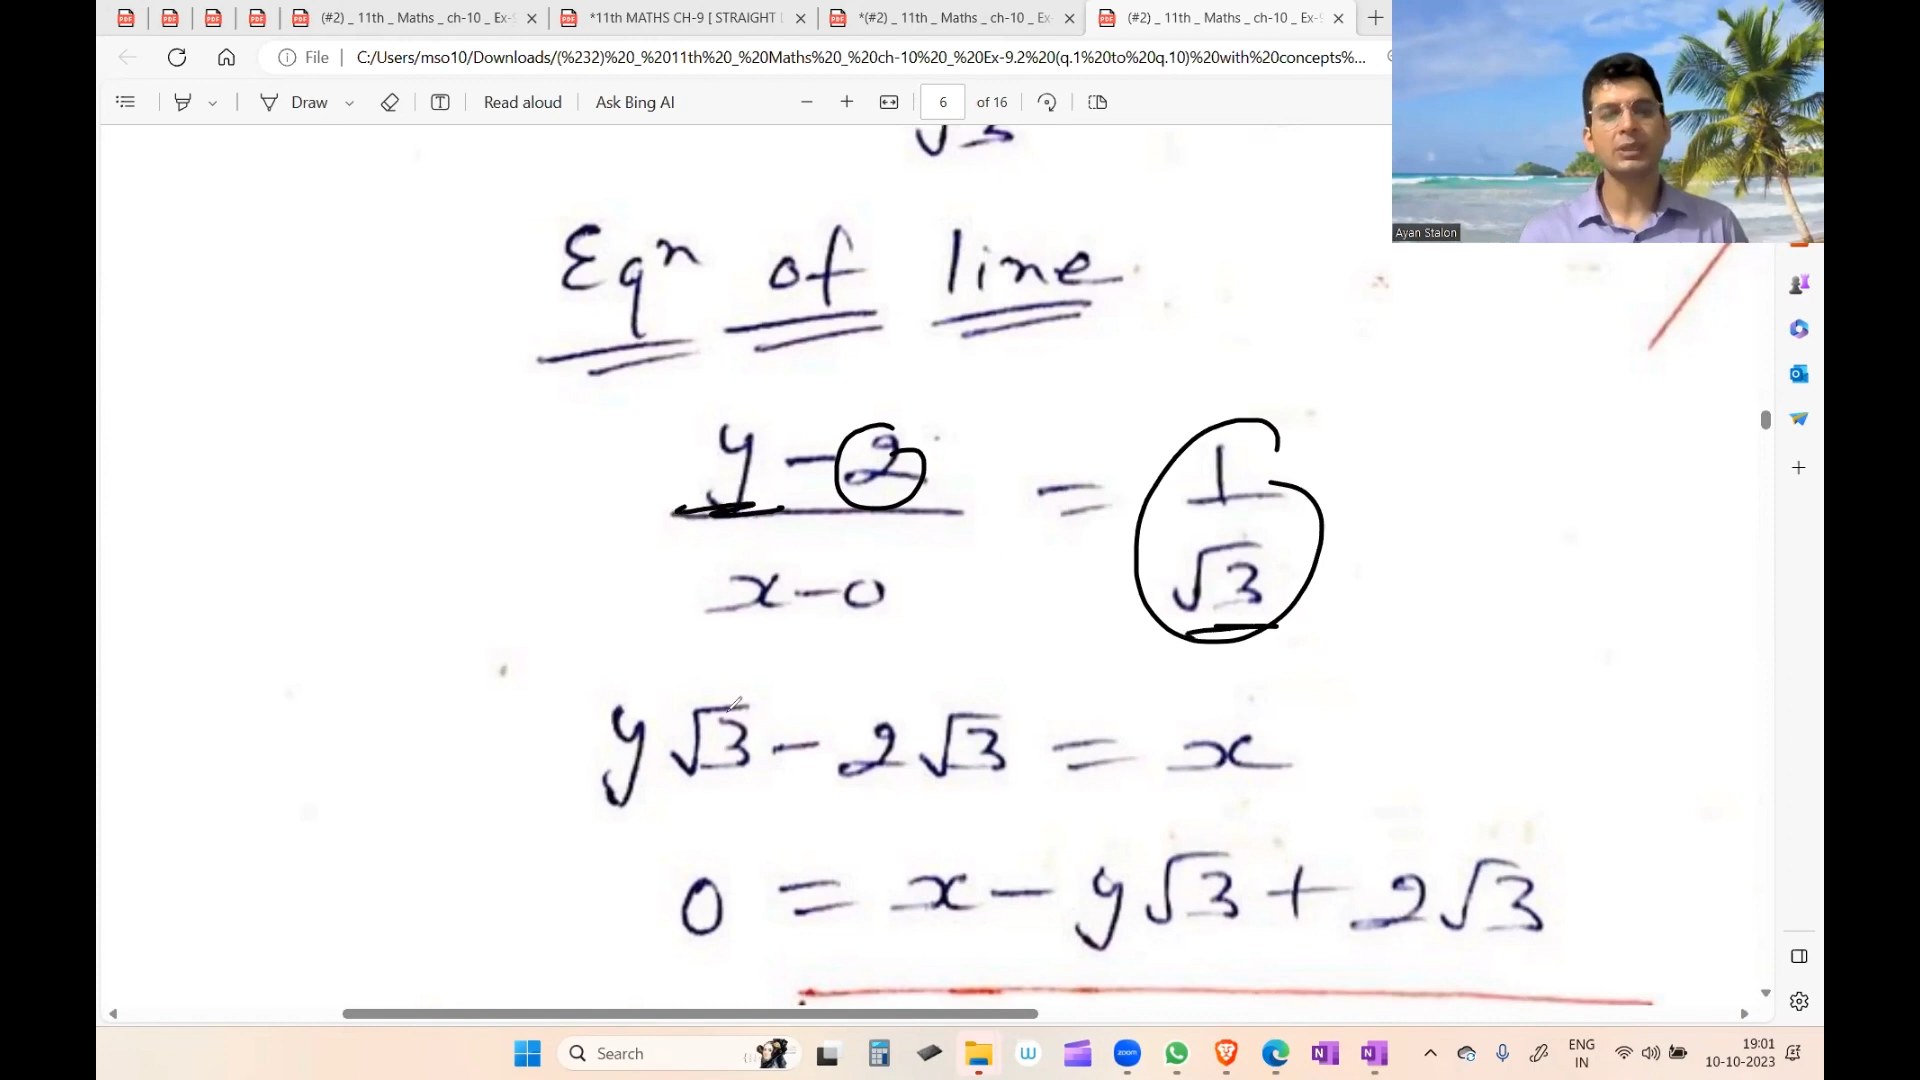 (#2) _ 11th _ Maths _ ch-10 _ Ex-9
*11th MATHS CH-9 [ STRAIGHT L
*(#2) _ 11th _ Maths _ ch-10 _ Ex-
(#2) _ 11th _ Maths _ ch-10 _ Ex-9
File
C:/Users/mso10/Downloads/(%232)%20_%2011th%20_%20Maths%20_%20ch-10%20_%20Ex-9.2%20(q.1%20to%20q.10)%20with%20concepts%...
Draw
Read aloud
Ask Bing AI
6 of 16
Ayan Stalon
√3
Eqⁿ of line
y-2 / x-0 = 1 / √3
y√3 - 2√3 = x
0 = x - y√3 + 2√3
Search
ENG
IN
19:01
10-10-2023